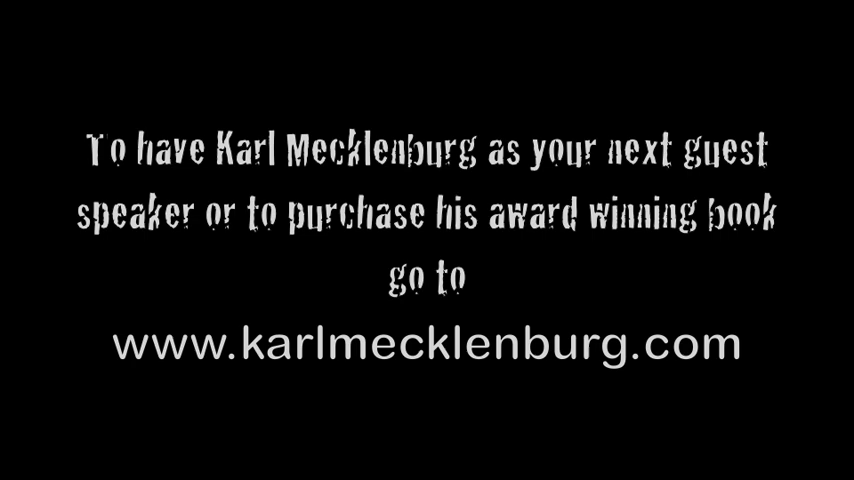 To have Karl Mecklenburg as your next guest
speaker or to purchase his award winning book
go to
www.karlmecklenburg.com